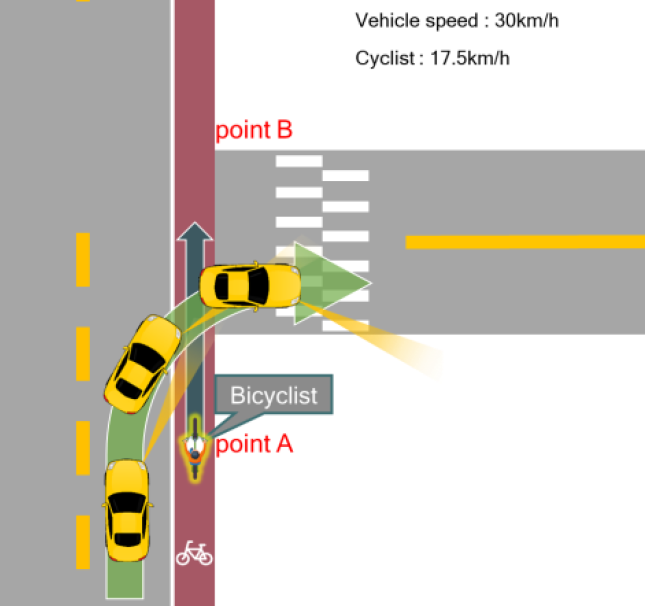 Vehicle speed : 30km/h
Cyclist : 17.5km/h
point B
Bicyclist
point A